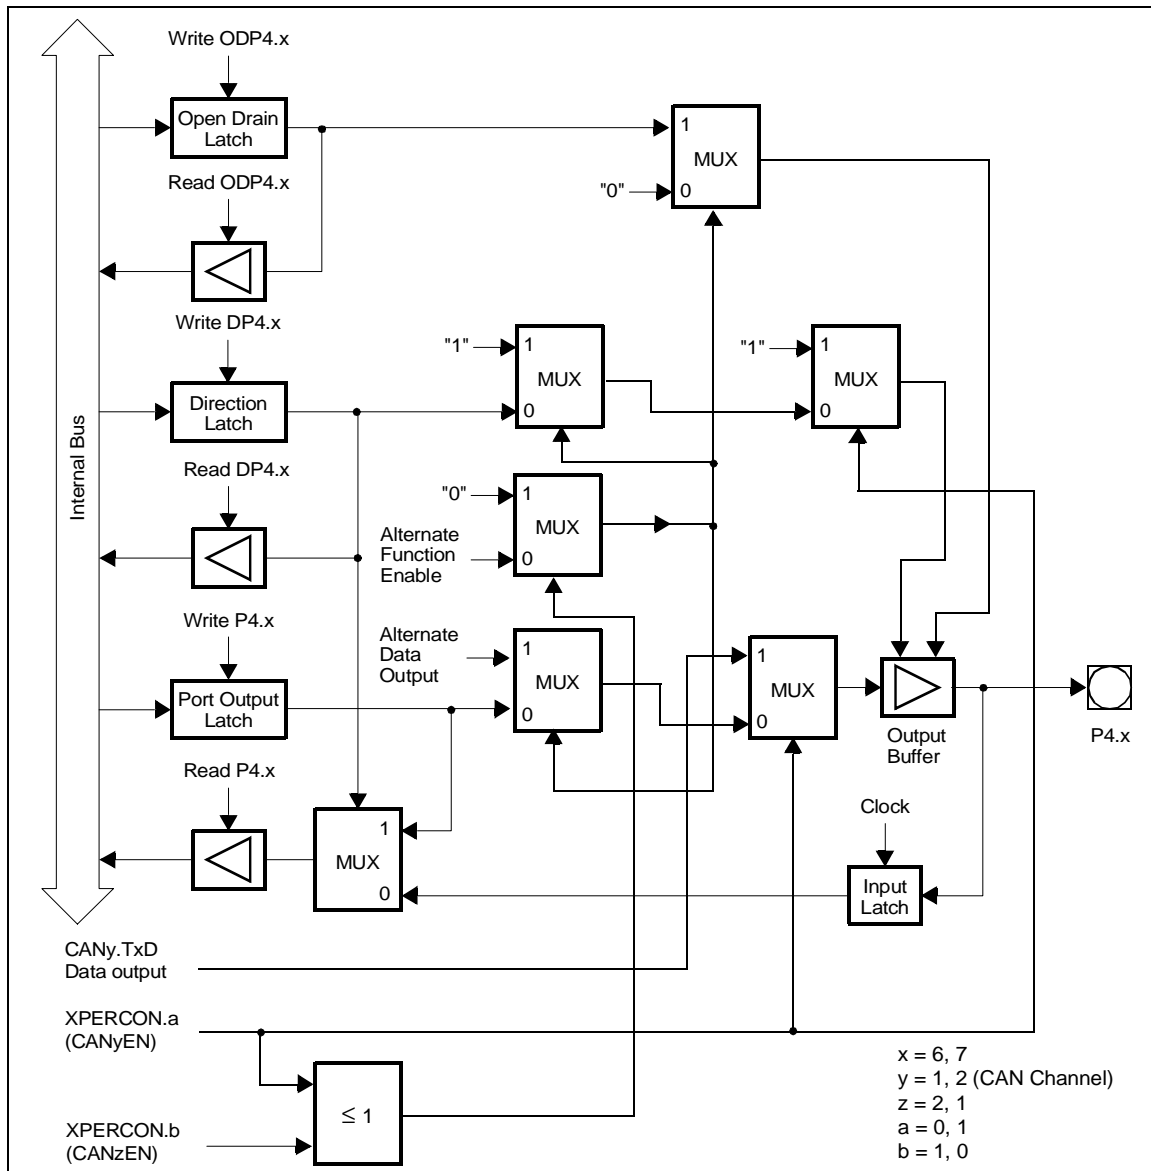 Write ODP4.x
Open Drain
Latch
1
MUX
"0"
0
Read ODP4.x
Write DP4.x
"1"
1
MUX
0
"1"
1
MUX
0
Direction
Latch
Internal Bus
Read DP4.x
"0"
1
MUX
0
Alternate
Function
Enable
Write P4.x
Alternate
Data
Output
1
MUX
0
1
MUX
0
Port Output
Latch
Output
Buffer
P4.x
Read P4.x
1
MUX
0
Clock
Input
Latch
CANy.TxD
Data output
XPERCON.a
(CANyEN)
≤ 1
XPERCON.b
(CANzEN)
x = 6, 7
y = 1, 2 (CAN Channel)
z = 2, 1
a = 0, 1
b = 1, 0